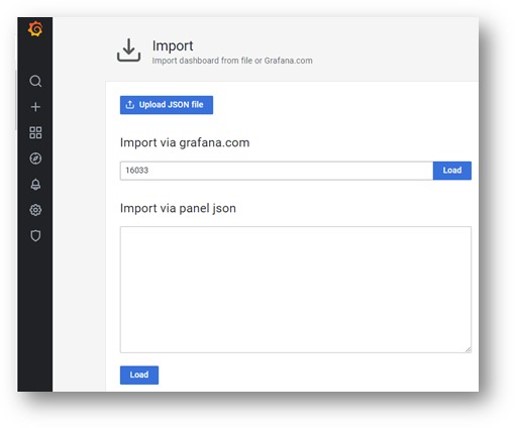 Import
Import dashboard from file or Grafana.com
Upload JSON file
Import via grafana.com
16033
Load
Import via panel json
Load